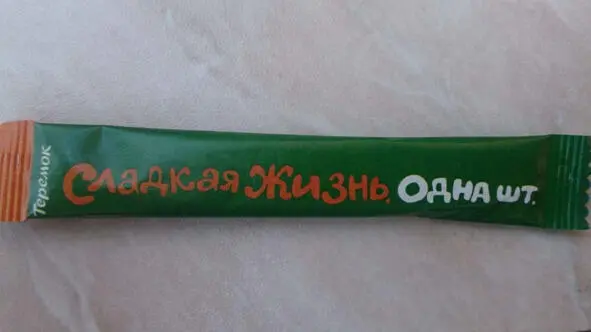 Теремок
Сладкая жизнь, одна шт.